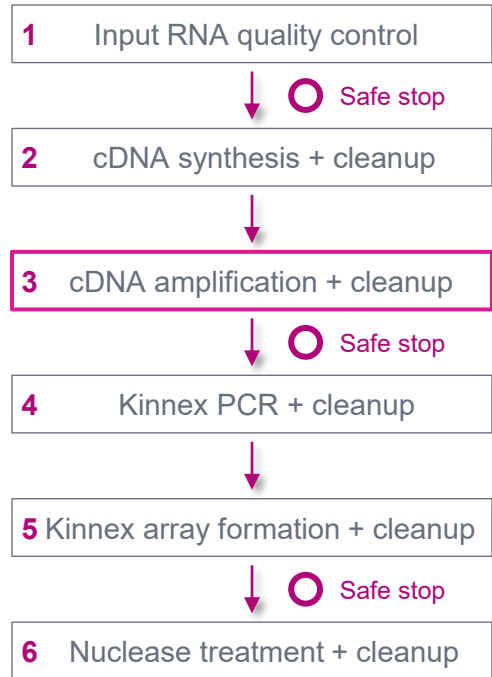 1 Input RNA quality control
Safe stop
2 cDNA synthesis + cleanup
3 cDNA amplification + cleanup
Safe stop
4 Kinnex PCR + cleanup
5 Kinnex array formation + cleanup
Safe stop
6 Nuclease treatment + cleanup